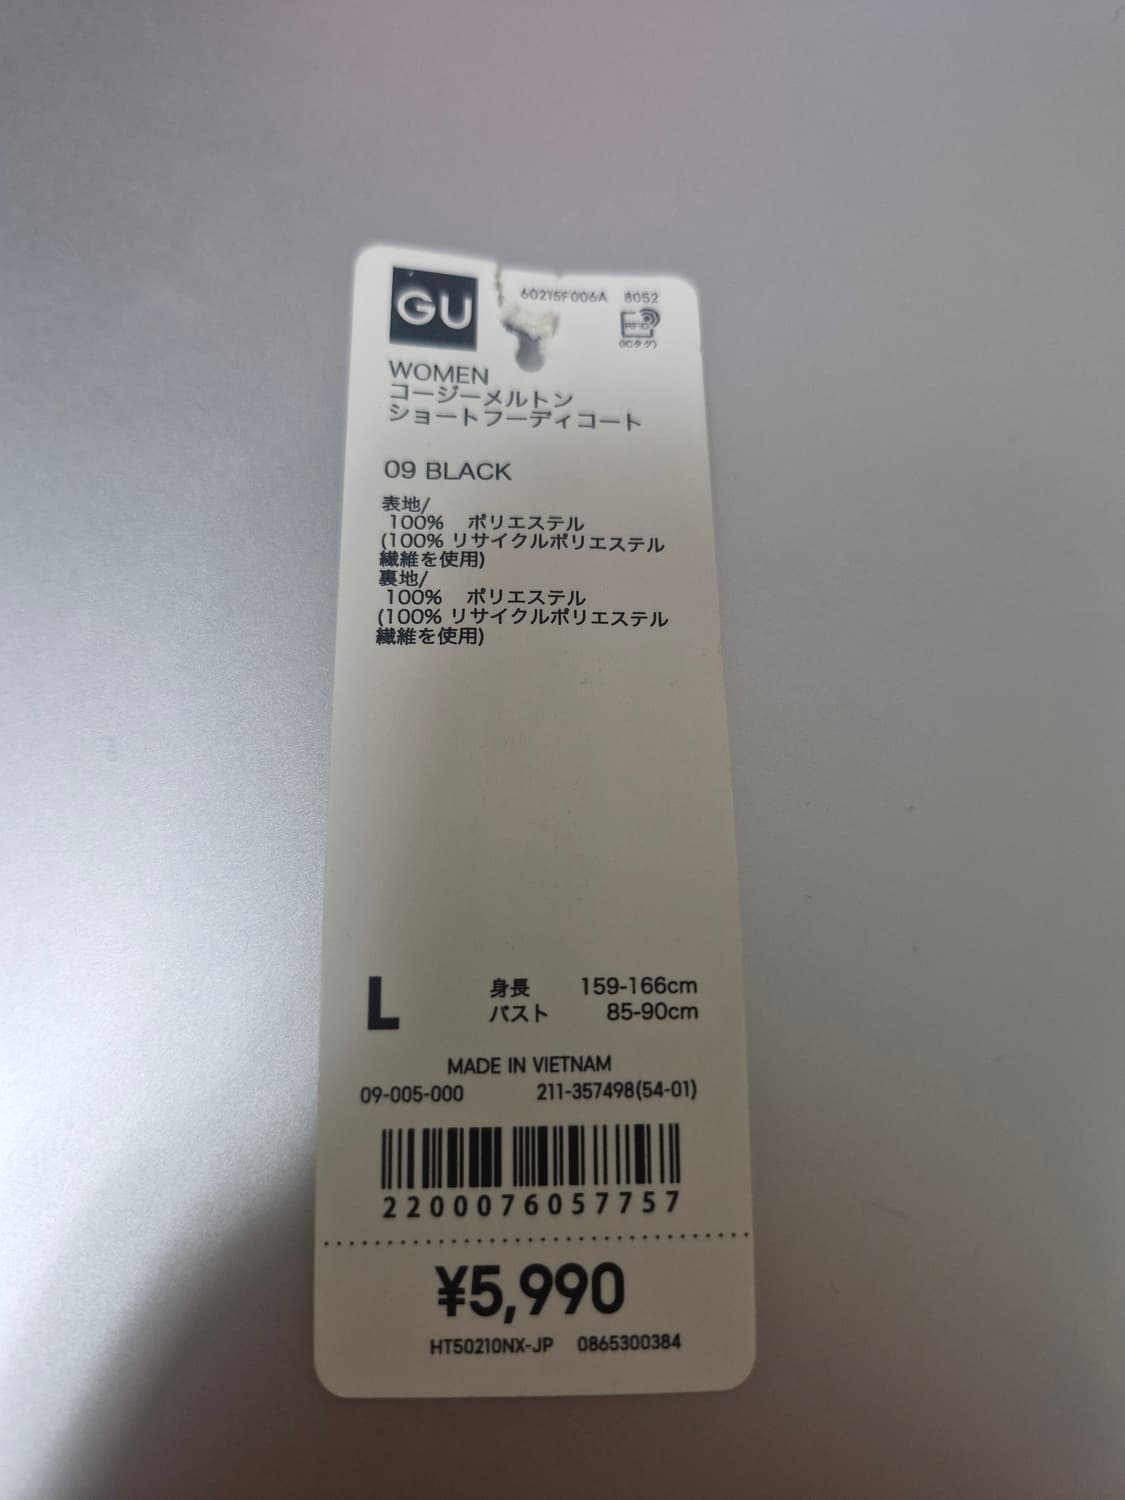 GU
60215F006A 8052
RFID
(ICタグ)
WOMEN
コージーメルトン
ショートフーディコート
09 BLACK
表地/
100% ポリエステル
(100% リサイクルポリエステル
繊維を使用)
裏地/
100% ポリエステル
(100% リサイクルポリエステル
繊維を使用)
L 身長 159-166cm
バスト 85-90cm
MADE IN VIETNAM
09-005-000 211-357498(54-01)
2200076057757
¥5,990
HT50210NX-JP 0865300384